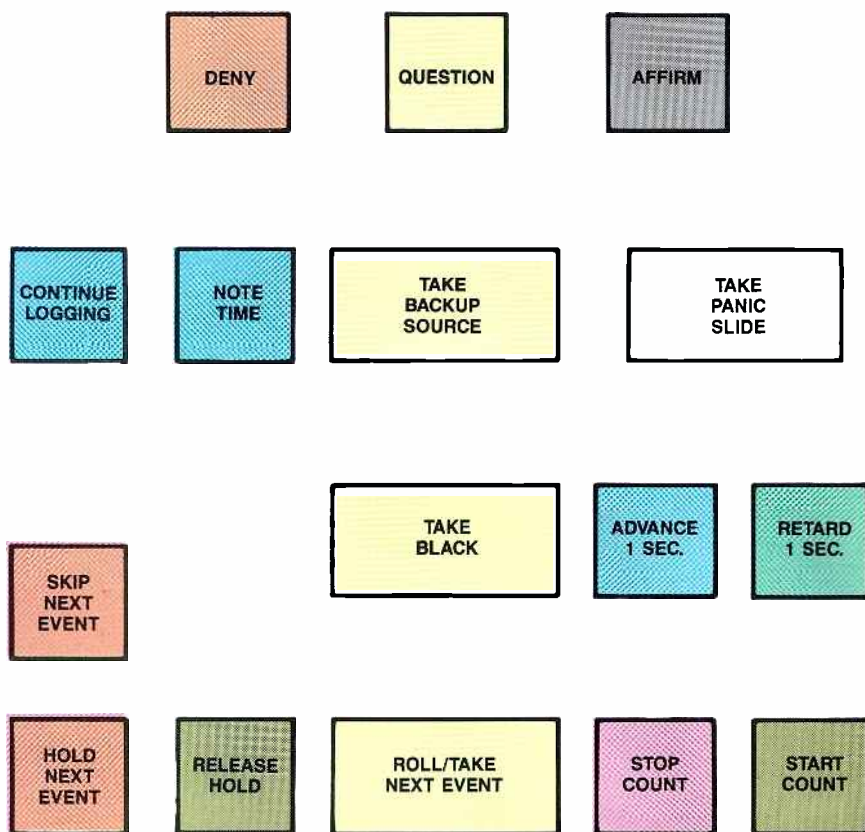 DENY
QUESTION
AFFIRM
CONTINUE
LOGGING
NOTE
TIME
TAKE
BACKUP
SOURCE
TAKE
PANIC
SLIDE
SKIP
NEXT
EVENT
TAKE
BLACK
ADVANCE
1 SEC.
RETARD
1 SEC.
HOLD
NEXT
EVENT
RELEASE
HOLD
ROLL/TAKE
NEXT EVENT
STOP
COUNT
START
COUNT